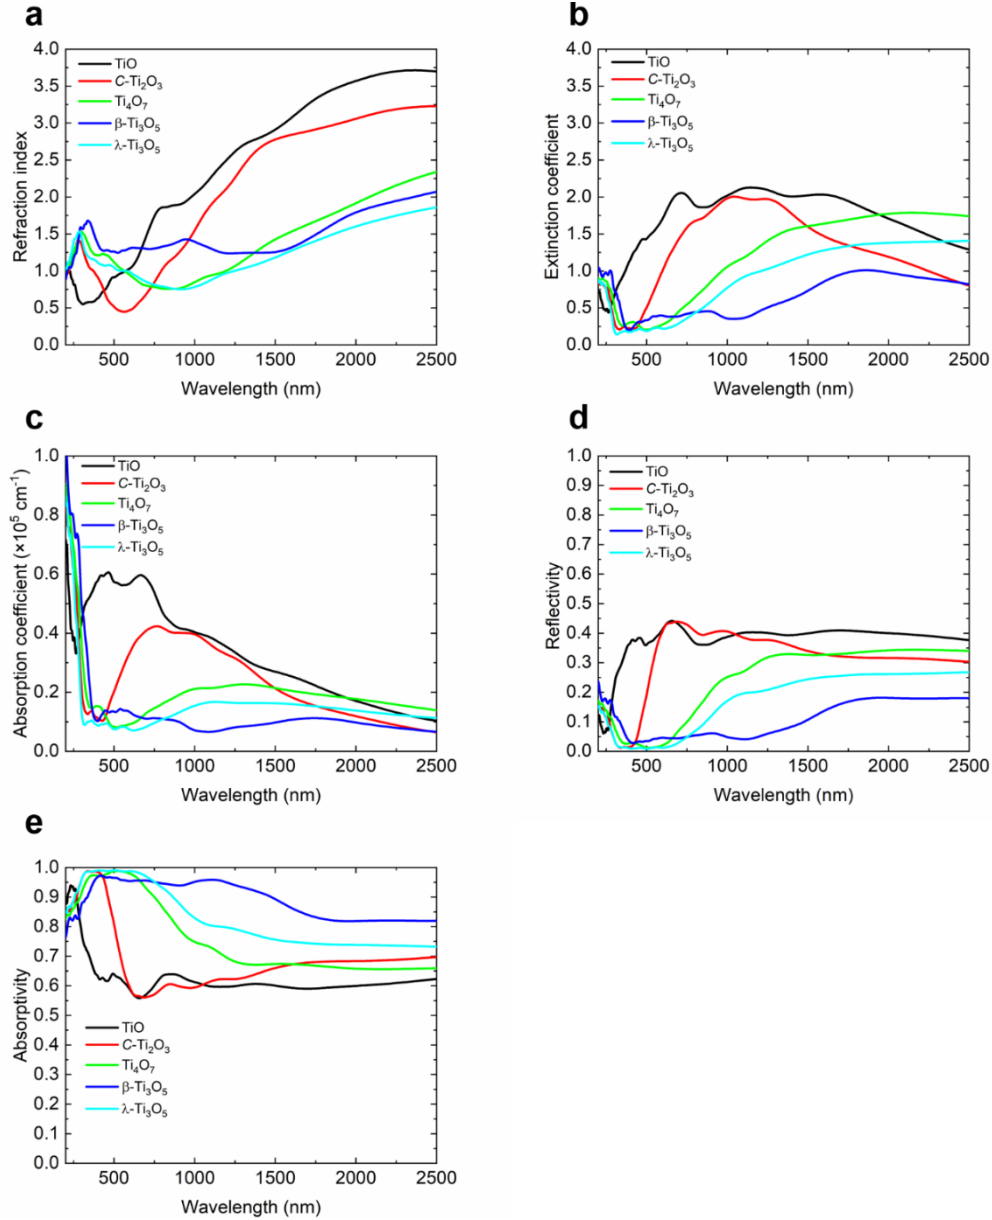 a
4.0
3.5
3.0
2.5
2.0
1.5
1.0
0.5
0.0
Refraction index
TiO
C-Ti₂O₃
Ti₄O₇
β-Ti₃O₅
λ-Ti₃O₅
500 1000 1500 2000 2500
Wavelength (nm)
b
4.0
3.5
3.0
2.5
2.0
1.5
1.0
0.5
0.0
Extinction coefficient
TiO
C-Ti₂O₃
Ti₄O₇
β-Ti₃O₅
λ-Ti₃O₅
500 1000 1500 2000 2500
Wavelength (nm)
c
1.0
0.8
0.6
0.4
0.2
0.0
Absorption coefficient (×10⁵ cm⁻¹)
TiO
C-Ti₂O₃
Ti₄O₇
β-Ti₃O₅
λ-Ti₃O₅
500 1000 1500 2000 2500
Wavelength (nm)
d
1.0
0.9
0.8
0.7
0.6
0.5
0.4
0.3
0.2
0.1
0.0
Reflectivity
TiO
C-Ti₂O₃
Ti₄O₇
β-Ti₃O₅
λ-Ti₃O₅
500 1000 1500 2000 2500
Wavelength (nm)
e
1.0
0.9
0.8
0.7
0.6
0.5
0.4
0.3
0.2
0.1
0.0
Absorptivity
TiO
C-Ti₂O₃
Ti₄O₇
β-Ti₃O₅
λ-Ti₃O₅
500 1000 1500 2000 2500
Wavelength (nm)